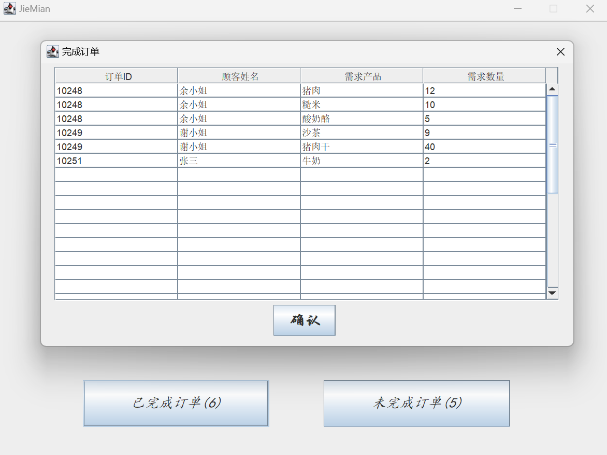 JieMian
完成订单
订单ID 顾客姓名 需求产品 需求数量
10248 余小姐 猪肉 12
10248 余小姐 糙米 10
10248 余小姐 酸奶酪 5
10249 谢小姐 沙茶 9
10249 谢小姐 猪肉干 40
10251 张三 牛奶 2
确认
已完成订单(6) 未完成订单(5)